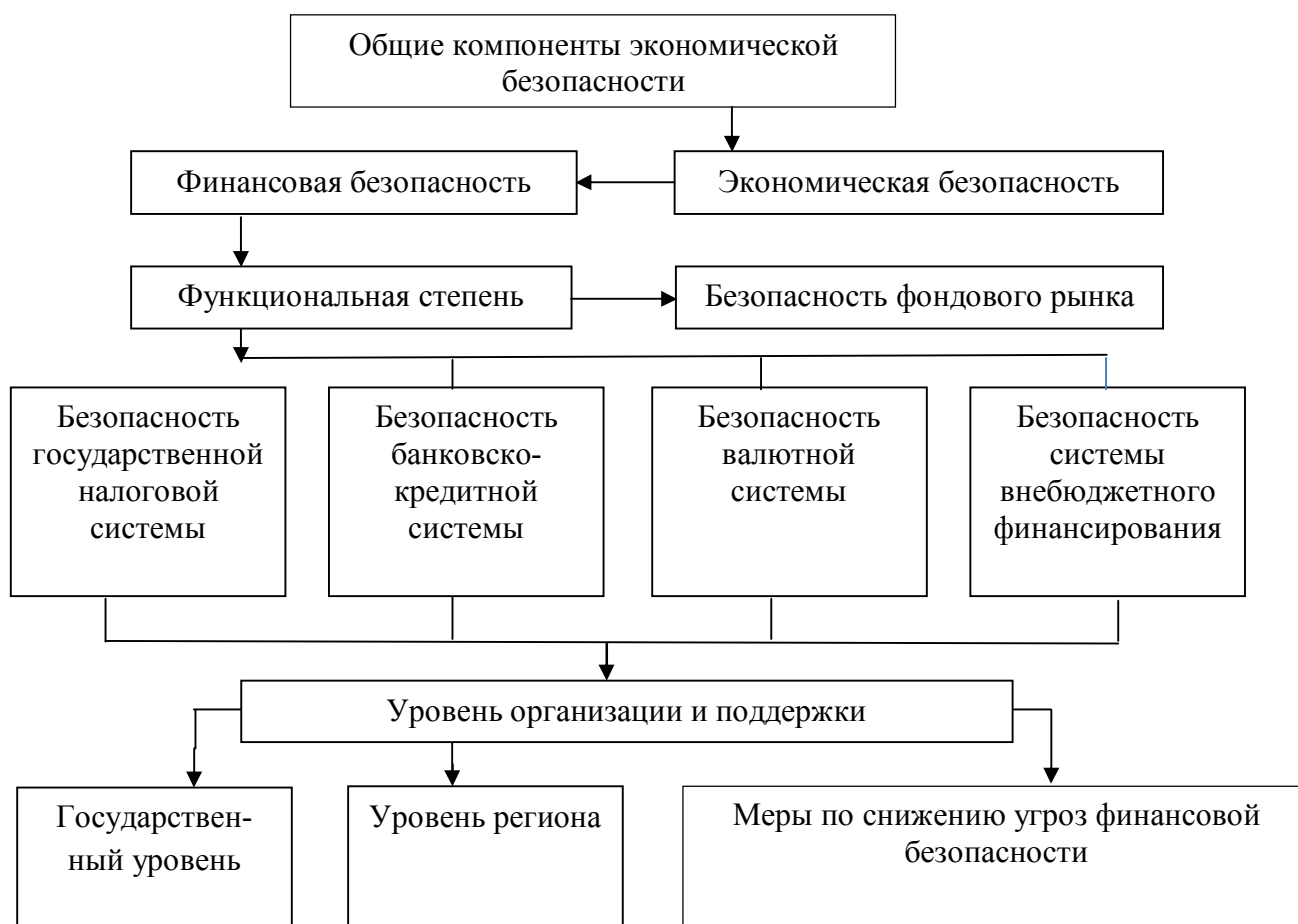 Общие компоненты экономической
безопасности
Финансовая безопасность
Экономическая безопасность
Функциональная степень
Безопасность фондового рынка
Безопасность
государственной
налоговой
системы
Безопасность
банковско-
кредитной
системы
Безопасность
валютной
системы
Безопасность
системы
внебюджетного
финансирования
Уровень организации и поддержки
Государствен-
ный уровень
Уровень региона
Меры по снижению угроз финансовой
безопасности